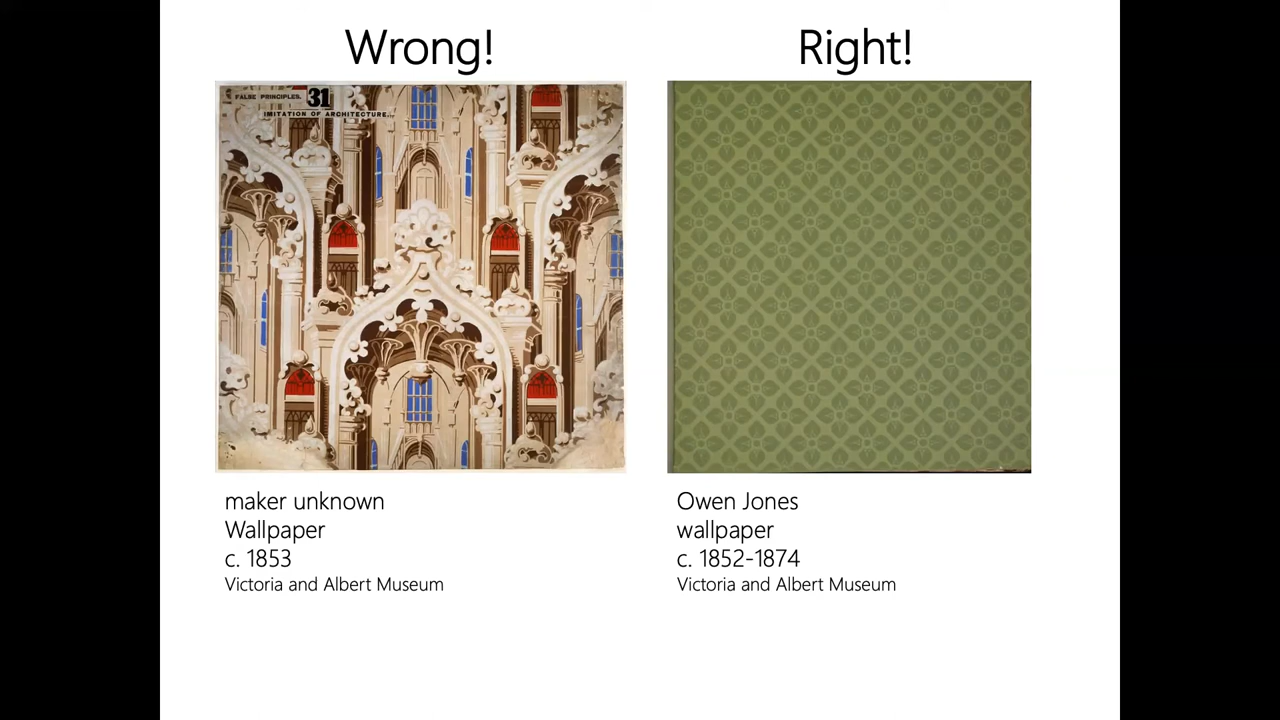 Wrong!
Right!
FALSE PRINCIPLES. 31
IMITATION OF ARCHITECTURE...
maker unknown
Wallpaper
c. 1853
Victoria and Albert Museum
Owen Jones
wallpaper
c. 1852-1874
Victoria and Albert Museum